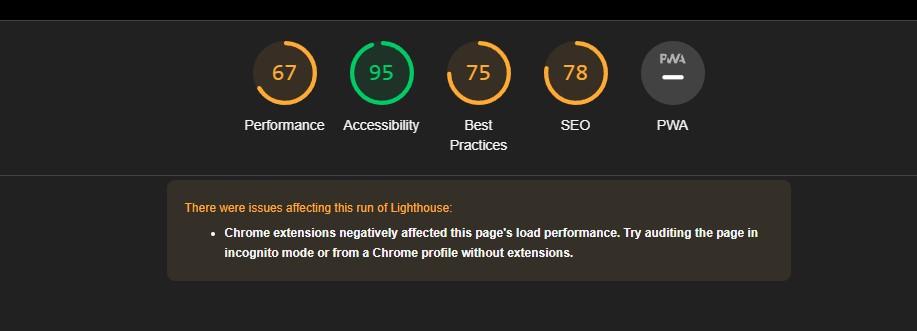 67 95 75 78 PWA
Performance Accessibility Best Practices SEO PWA
There were issues affecting this run of Lighthouse:
• Chrome extensions negatively affected this page's load performance. Try auditing the page in
incognito mode or from a Chrome profile without extensions.